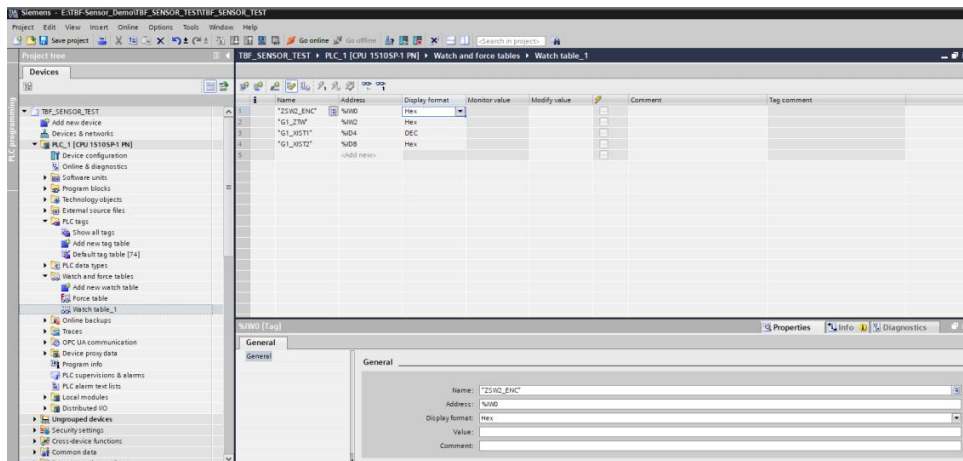 Siemens - E:\TBF-Sensor_Demo\TBF_SENSOR_TEST\TBF_SENSOR_TEST
Project Edit View Insert Online Options Tools Window Help
Save project Go online Go offline <Search in project>
Project tree TBF_SENSOR_TEST PLC_1 [CPU 1510SP-1 PN] Watch and force tables Watch table_1
Devices
i Name Address Display format Monitor value Modify value Comment Tag comment
1 "ZSW2_ENC" %IW0 Hex
2 "G1_ZTW" %IW2 Hex
3 "G1_XIST1" %ID4 DEC
4 "G1_XIST2" %ID8 Hex
5 <Add new>
PLC programming
TBF_SENSOR_TEST
Add new device
Devices & networks
PLC_1 [CPU 1510SP-1 PN]
Device configuration
Online & diagnostics
Software units
Program blocks
Technology objects
External source files
PLC tags
Show all tags
Add new tag table
Default tag table [74]
PLC data types
Watch and force tables
Add new watch table
Force table
Watch table_1
Online backups
Traces
OPC UA communication
Device proxy data
Program info
PLC supervisions & alarms
PLC alarm text lists
Local modules
Distributed I/O
Ungrouped devices
Security settings
Cross-device functions
Common data
%IW0 [Tag]
Properties Info Diagnostics
General
General
General
Name: "ZSW2_ENC"
Address: %IW0
Display format: Hex
Value:
Comment: